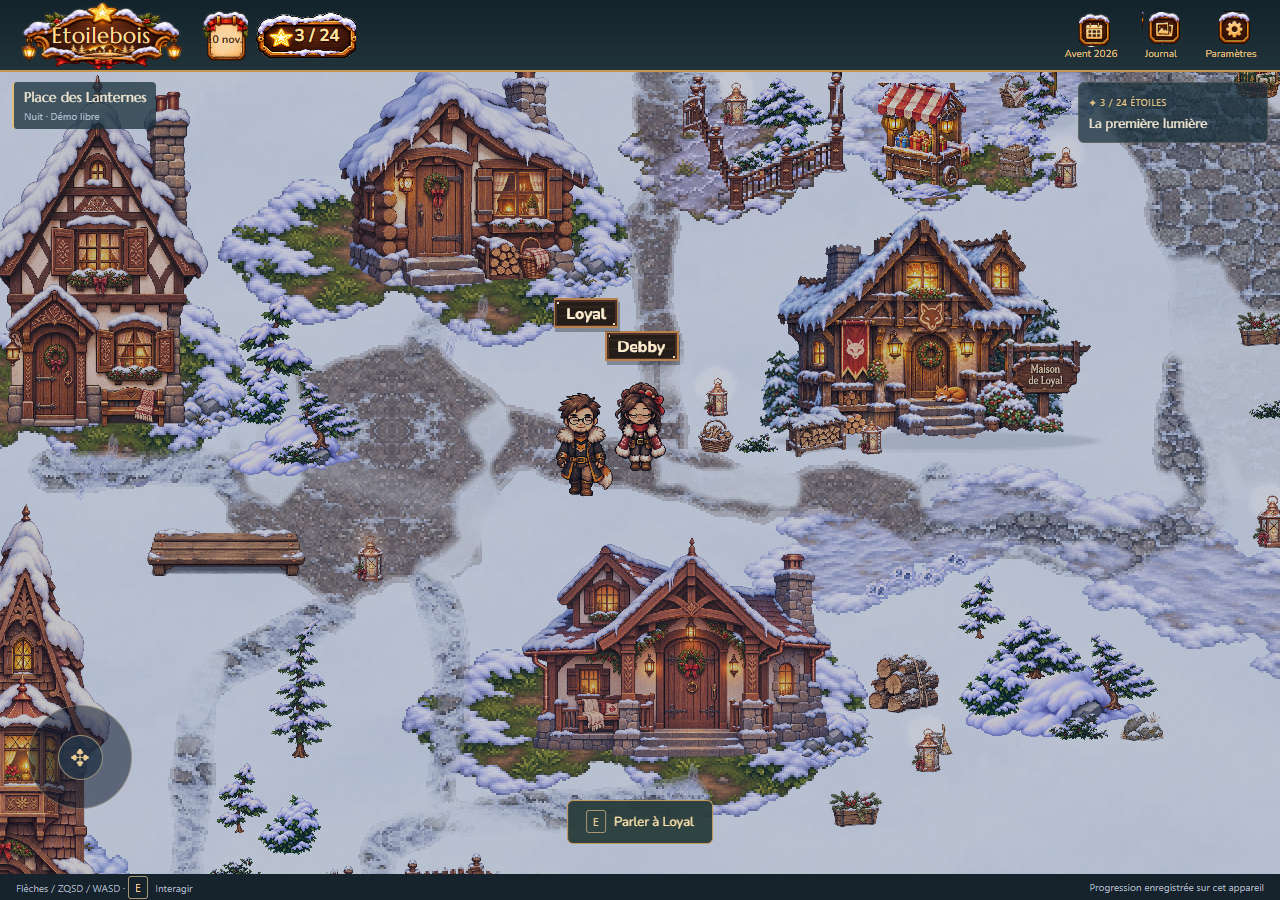 Etoilebois
0 nov.
3 / 24
Avent 2026
Journal
Paramètres
Place des Lanternes
Nuit · Démo libre
✦ 3 / 24 ÉTOILES
La première lumière
Loyal
Debby
Maison
de Loyal
E Parler à Loyal
Flèches / ZQSD / WASD · E Interagir
Progression enregistrée sur cet appareil